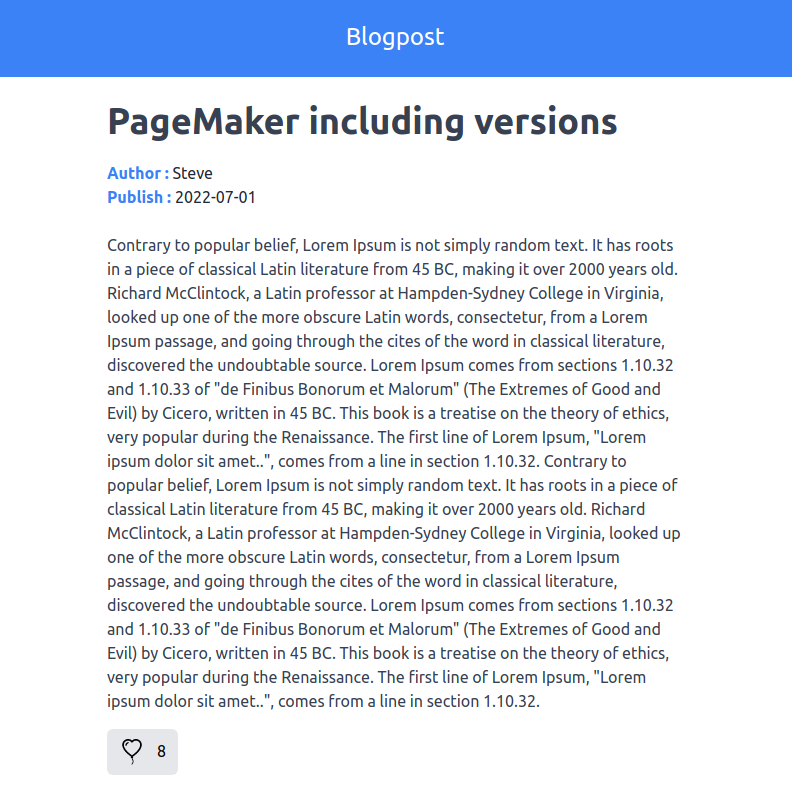 Blogpost
PageMaker including versions
Author : Steve
Publish : 2022-07-01
Contrary to popular belief, Lorem Ipsum is not simply random text. It has roots
in a piece of classical Latin literature from 45 BC, making it over 2000 years old.
Richard McClintock, a Latin professor at Hampden-Sydney College in Virginia,
looked up one of the more obscure Latin words, consectetur, from a Lorem
Ipsum passage, and going through the cites of the word in classical literature,
discovered the undoubtable source. Lorem Ipsum comes from sections 1.10.32
and 1.10.33 of "de Finibus Bonorum et Malorum" (The Extremes of Good and
Evil) by Cicero, written in 45 BC. This book is a treatise on the theory of ethics,
very popular during the Renaissance. The first line of Lorem Ipsum, "Lorem
ipsum dolor sit amet..", comes from a line in section 1.10.32. Contrary to
popular belief, Lorem Ipsum is not simply random text. It has roots in a piece of
classical Latin literature from 45 BC, making it over 2000 years old. Richard
McClintock, a Latin professor at Hampden-Sydney College in Virginia, looked up
one of the more obscure Latin words, consectetur, from a Lorem Ipsum
passage, and going through the cites of the word in classical literature,
discovered the undoubtable source. Lorem Ipsum comes from sections 1.10.32
and 1.10.33 of "de Finibus Bonorum et Malorum" (The Extremes of Good and
Evil) by Cicero, written in 45 BC. This book is a treatise on the theory of ethics,
very popular during the Renaissance. The first line of Lorem Ipsum, "Lorem
ipsum dolor sit amet..", comes from a line in section 1.10.32.
8